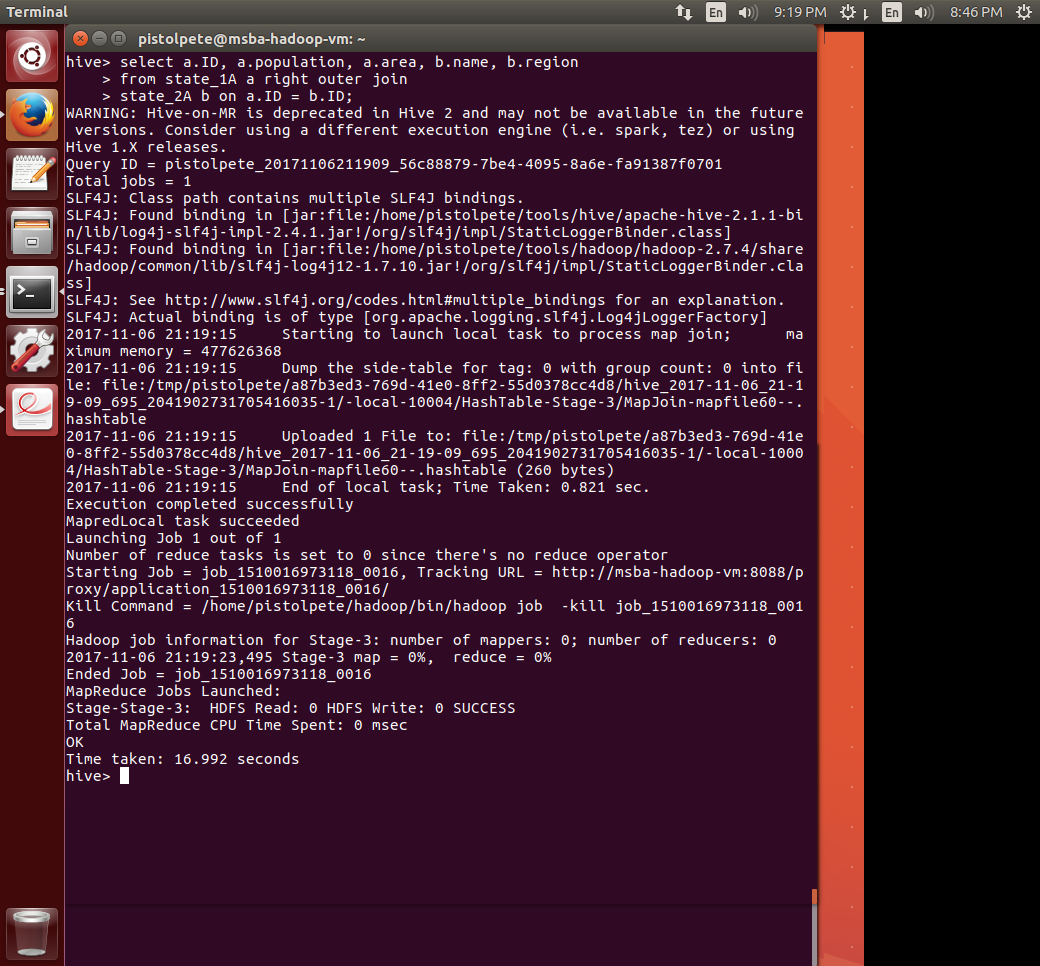 Terminal En 9:19 PM En 8:46 PM
pistolpete@msba-hadoop-vm: ~
hive> select a.ID, a.population, a.area, b.name, b.region
    > from state_1A a right outer join
    > state_2A b on a.ID = b.ID;
WARNING: Hive-on-MR is deprecated in Hive 2 and may not be available in the future
 versions. Consider using a different execution engine (i.e. spark, tez) or using
Hive 1.X releases.
Query ID = pistolpete_20171106211909_56c88879-7be4-4095-8a6e-fa91387f0701
Total jobs = 1
SLF4J: Class path contains multiple SLF4J bindings.
SLF4J: Found binding in [jar:file:/home/pistolpete/tools/hive/apache-hive-2.1.1-bi
n/lib/log4j-slf4j-impl-2.4.1.jar!/org/slf4j/impl/StaticLoggerBinder.class]
SLF4J: Found binding in [jar:file:/home/pistolpete/tools/hadoop/hadoop-2.7.4/share
/hadoop/common/lib/slf4j-log4j12-1.7.10.jar!/org/slf4j/impl/StaticLoggerBinder.cla
ss]
SLF4J: See http://www.slf4j.org/codes.html#multiple_bindings for an explanation.
SLF4J: Actual binding is of type [org.apache.logging.slf4j.Log4jLoggerFactory]
2017-11-06 21:19:15     Starting to launch local task to process map join;      ma
ximum memory = 477626368
2017-11-06 21:19:15     Dump the side-table for tag: 0 with group count: 0 into fi
le: file:/tmp/pistolpete/a87b3ed3-769d-41e0-8ff2-55d0378cc4d8/hive_2017-11-06_21-1
9-09_695_2041902731705416035-1/-local-10004/HashTable-Stage-3/MapJoin-mapfile60--.
hashtable
2017-11-06 21:19:15     Uploaded 1 File to: file:/tmp/pistolpete/a87b3ed3-769d-41e
0-8ff2-55d0378cc4d8/hive_2017-11-06_21-19-09_695_2041902731705416035-1/-local-1000
4/HashTable-Stage-3/MapJoin-mapfile60--.hashtable (260 bytes)
2017-11-06 21:19:15     End of local task; Time Taken: 0.821 sec.
Execution completed successfully
MapredLocal task succeeded
Launching Job 1 out of 1
Number of reduce tasks is set to 0 since there's no reduce operator
Starting Job = job_1510016973118_0016, Tracking URL = http://msba-hadoop-vm:8088/p
roxy/application_1510016973118_0016/
Kill Command = /home/pistolpete/hadoop/bin/hadoop job  -kill job_1510016973118_001
6
Hadoop job information for Stage-3: number of mappers: 0; number of reducers: 0
2017-11-06 21:19:23,495 Stage-3 map = 0%,  reduce = 0%
Ended Job = job_1510016973118_0016
MapReduce Jobs Launched:
Stage-Stage-3:  HDFS Read: 0 HDFS Write: 0 SUCCESS
Total MapReduce CPU Time Spent: 0 msec
OK
Time taken: 16.992 seconds
hive>